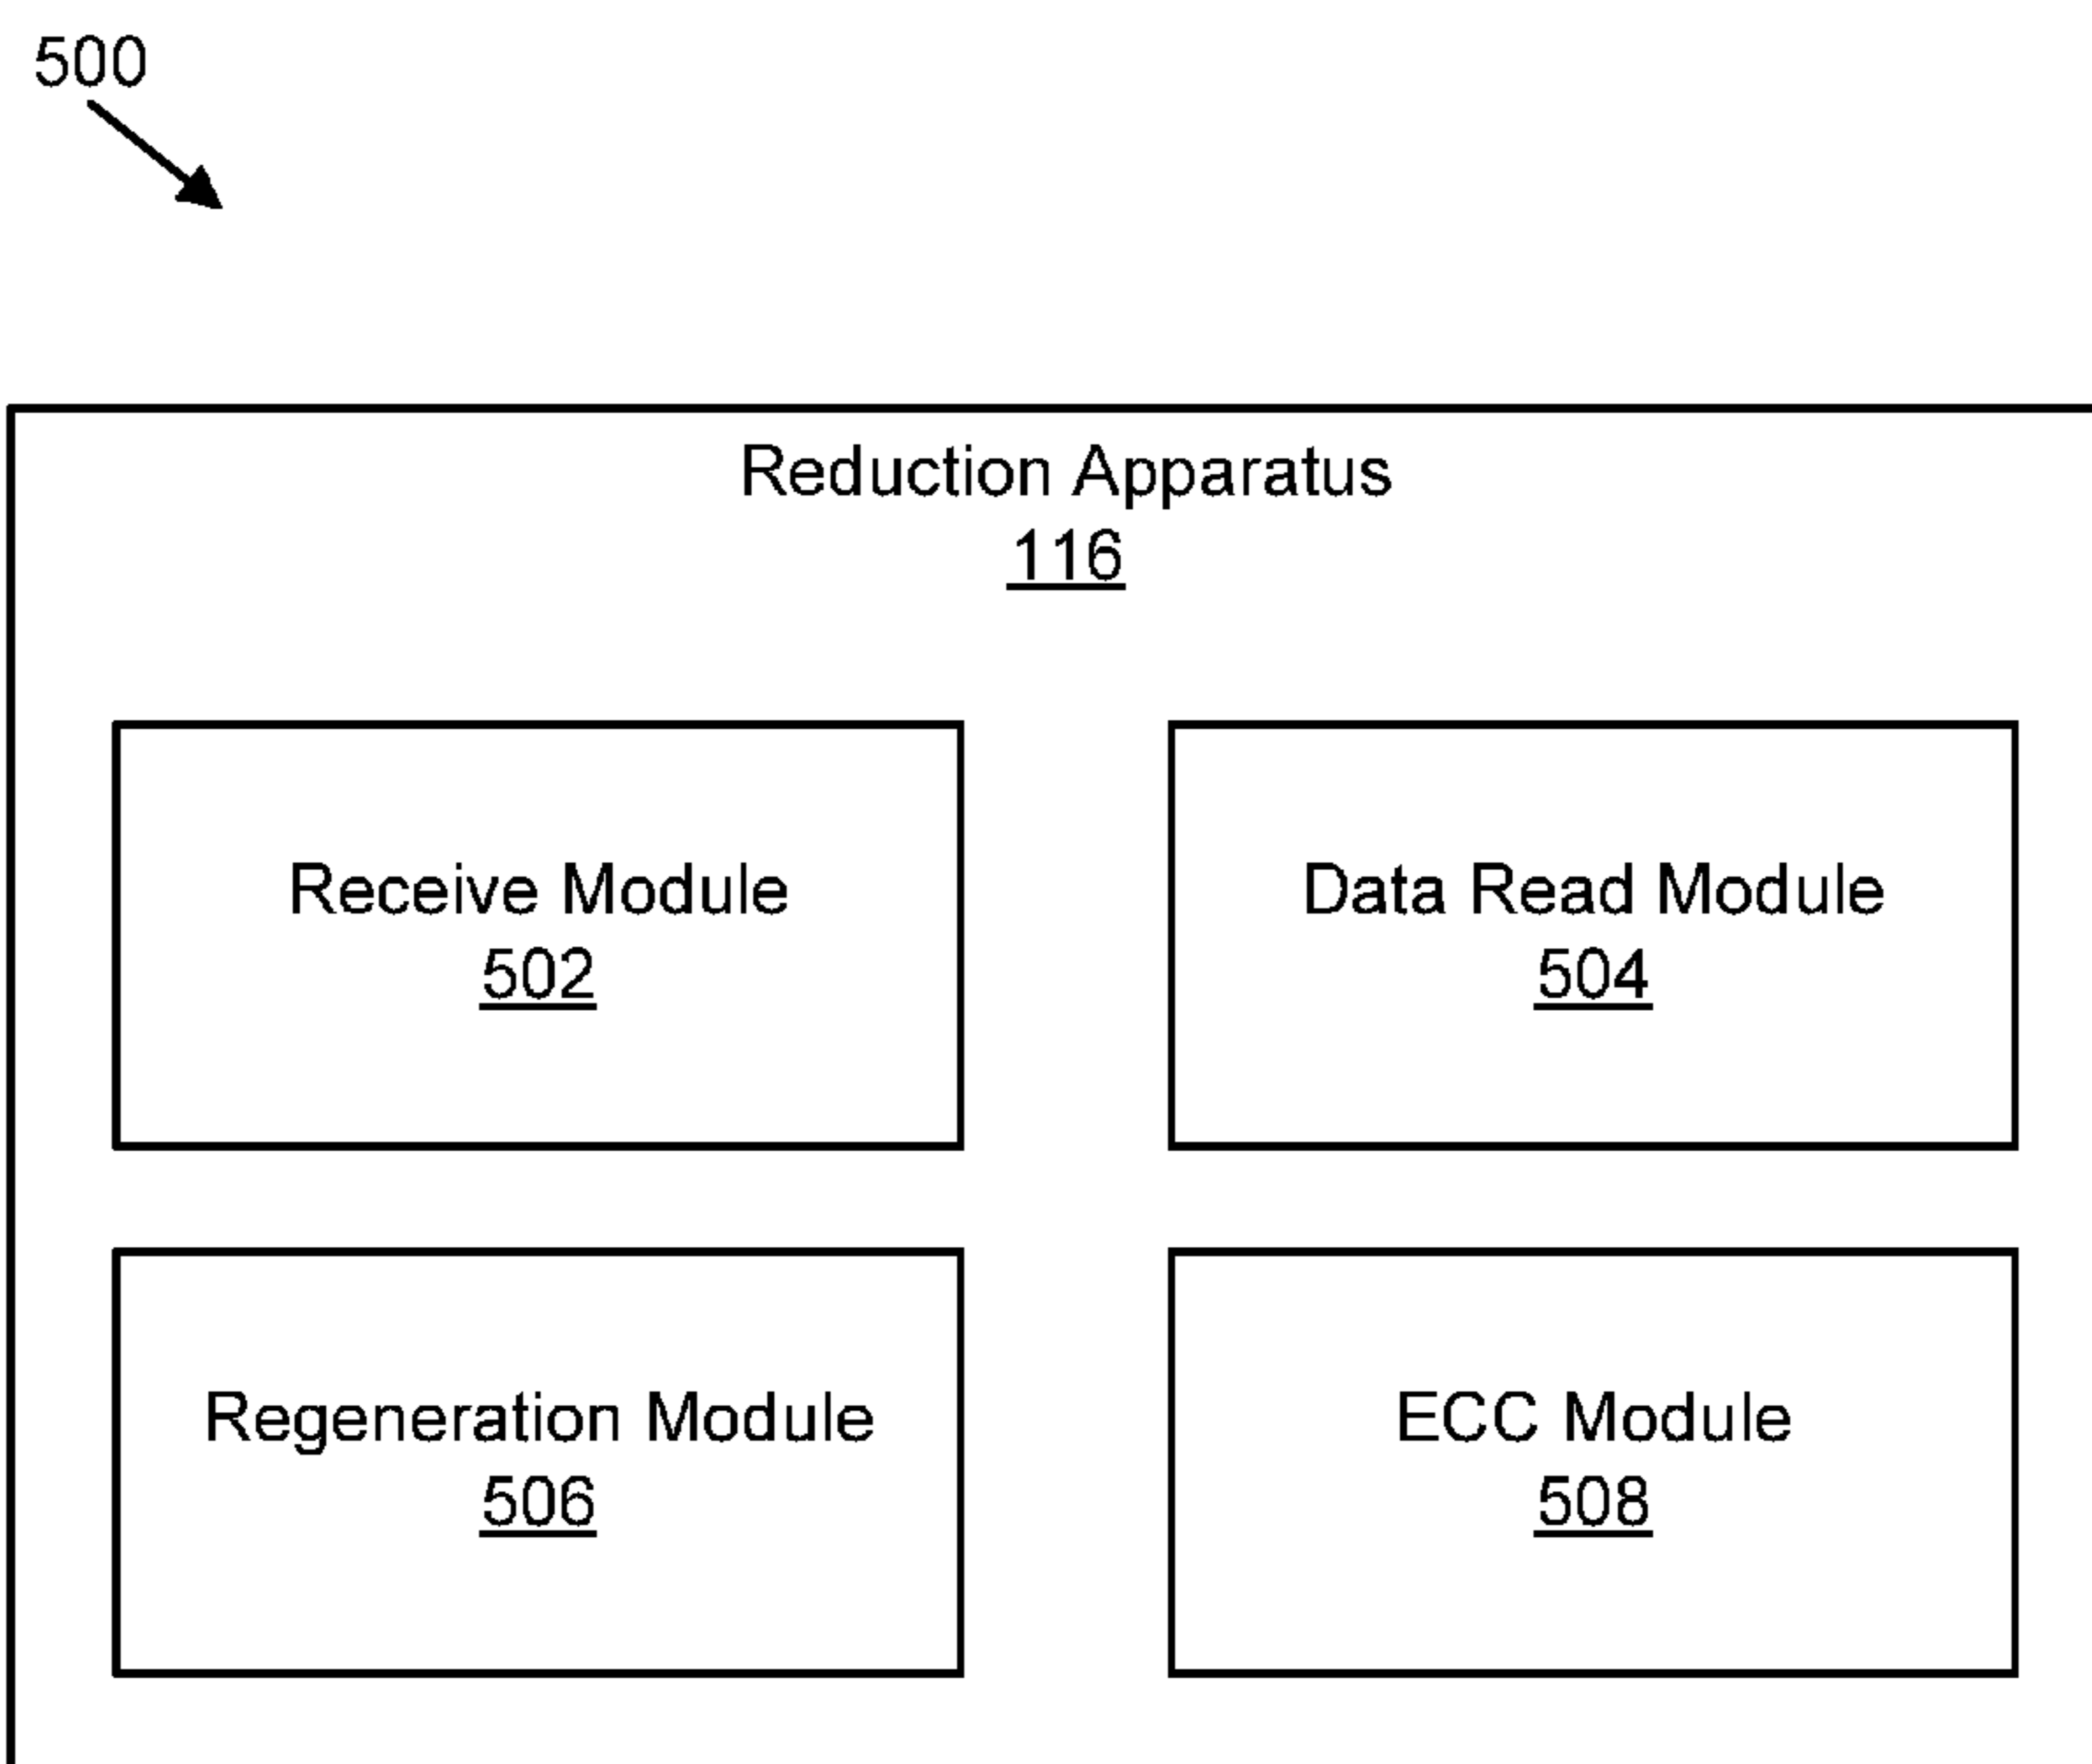 500
Reduction Apparatus
116
Receive Module
502
Data Read Module
504
Regeneration Module
506
ECC Module
508